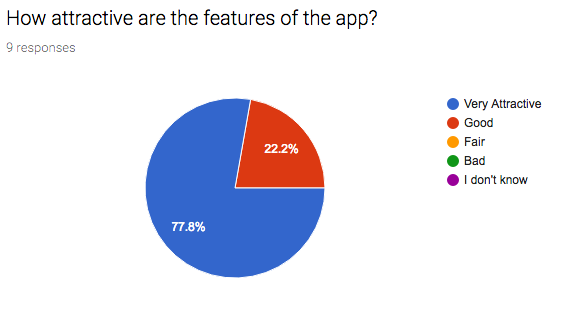 How attractive are the features of the app?
9 responses
Very Attractive
Good
Fair
Bad
I don't know
22.2%
77.8%